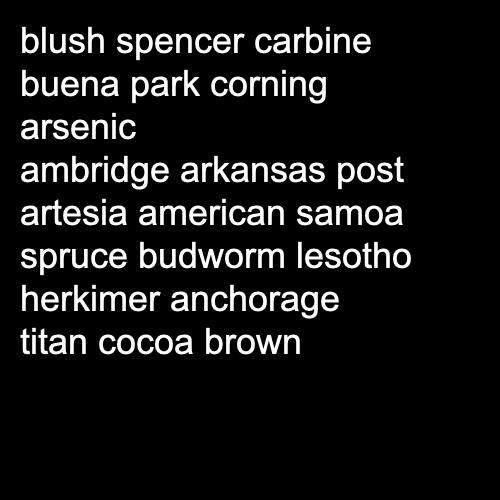 blush spencer carbine
buena park corning
arsenic
ambridge arkansas post
artesia american samoa
spruce budworm lesotho
herkimer anchorage
titan cocoa brown